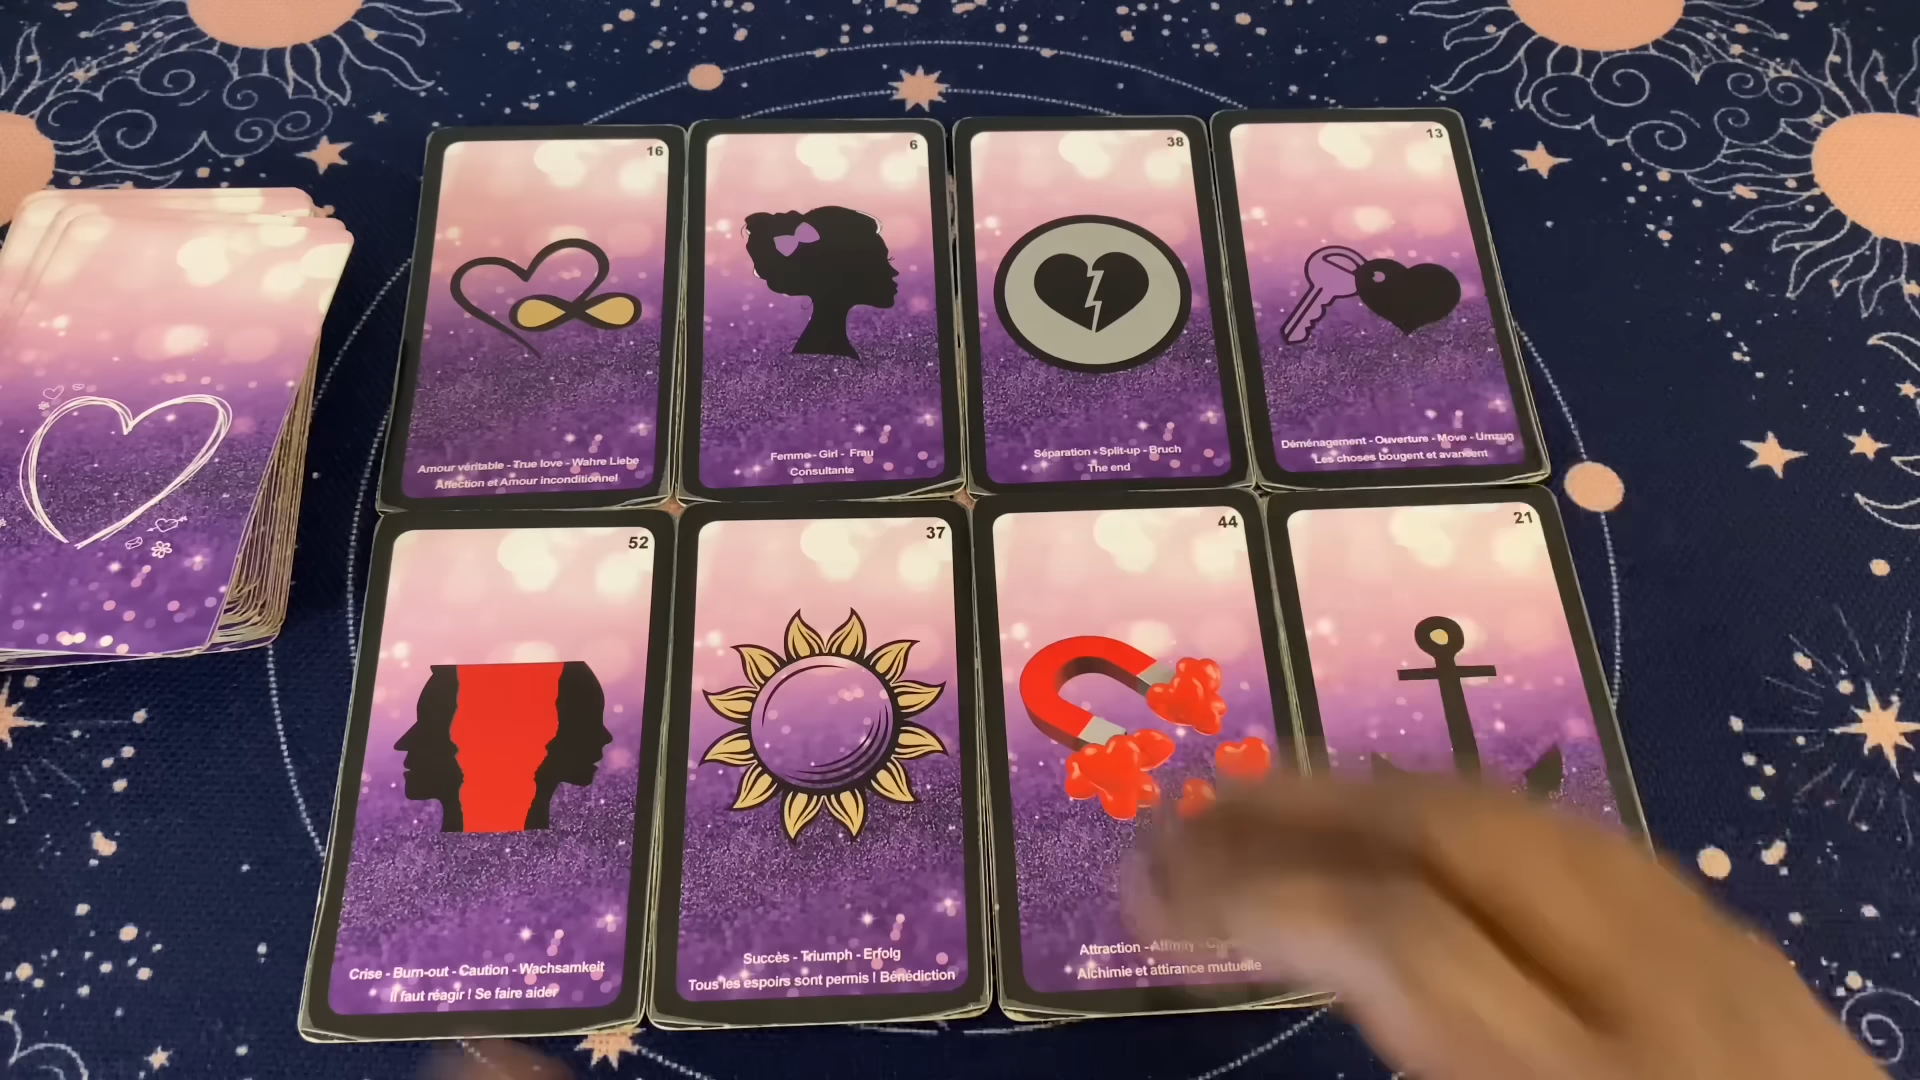 16
Amour véritable - True love - Wahre Liebe
Affection et Amour inconditionnel
6
Femme - Girl - Frau
Consultante
38
Séparation - Split-up - Bruch
The end
13
Déménagement - Ouverture - Move - Umzug
Les choses bougent et avancent
52
Crise - Burn-out - Caution - Wachsamkeit
Il faut réagir ! Se faire aider
37
Succès - Triumph - Erfolg
Tous les espoirs sont permis ! Bénédiction
44
Attraction - Affinity -
Alchimie et attirance mutuelle
21